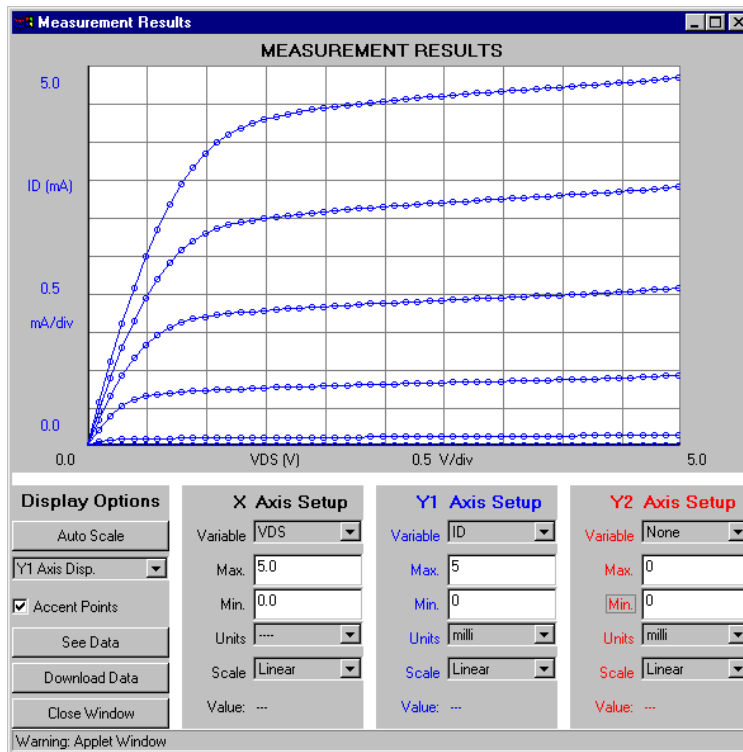 Measurement Results
MEASUREMENT RESULTS
5.0
ID (mA)
0.5
mA/div
0.0
0.0 VDS (V) 0.5 V/div 5.0
Display Options
Auto Scale
Y1 Axis Disp.
Accent Points
See Data
Download Data
Close Window
X Axis Setup
Variable VDS
Max. 5.0
Min. 0.0
Units ----
Scale Linear
Value: ---
Y1 Axis Setup
Variable ID
Max. 5
Min. 0
Units milli
Scale Linear
Value: ---
Y2 Axis Setup
Variable None
Max. 0
Min. 0
Units milli
Scale Linear
Value: ---
Warning: Applet Window